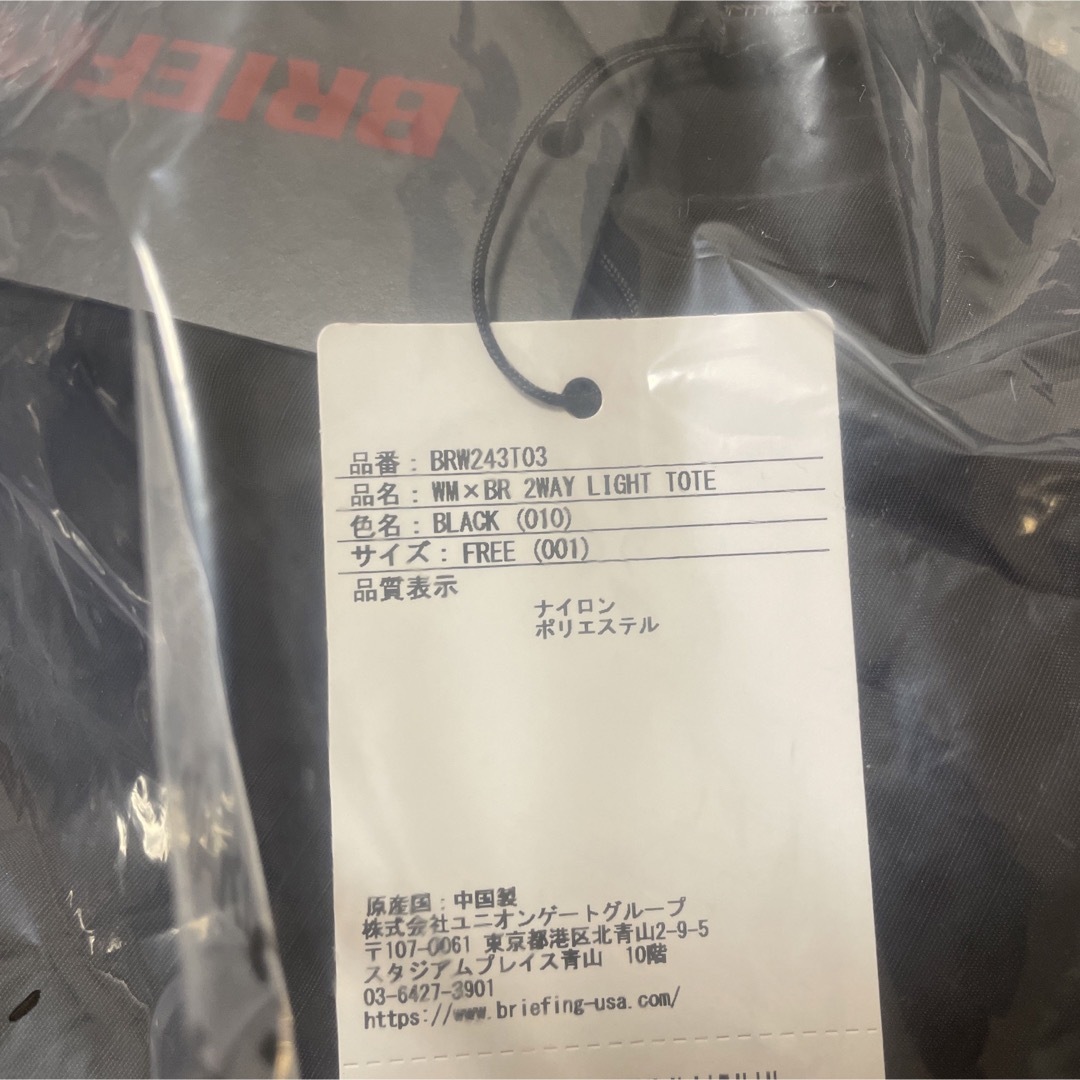 BRIEF
品番: BRW243T03
品名: WM×BR 2WAY LIGHT TOTE
色名: BLACK (010)
サイズ: FREE (001)
品質表示
ナイロン
ポリエステル
原産国: 中国製
株式会社ユニオンゲートグループ
〒107-0061 東京都港区北青山2-9-5
スタジアムプレイス青山 10階
03-6427-3901
https://www.briefing-usa.com/